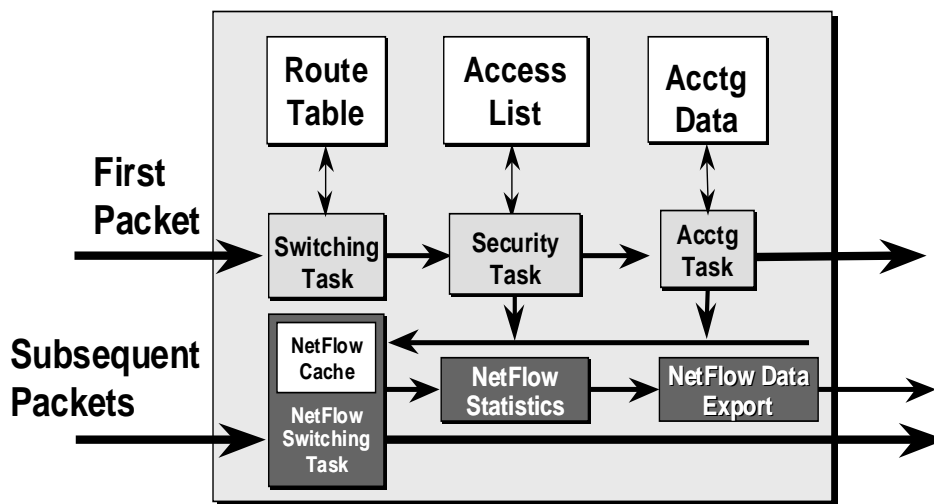 Route
Table
Access
List
Acctg
Data
First
Packet
Switching
Task
Security
Task
Acctg
Task
Subsequent
Packets
NetFlow
Cache
NetFlow
Switching
Task
NetFlow
Statistics
NetFlow Data
Export